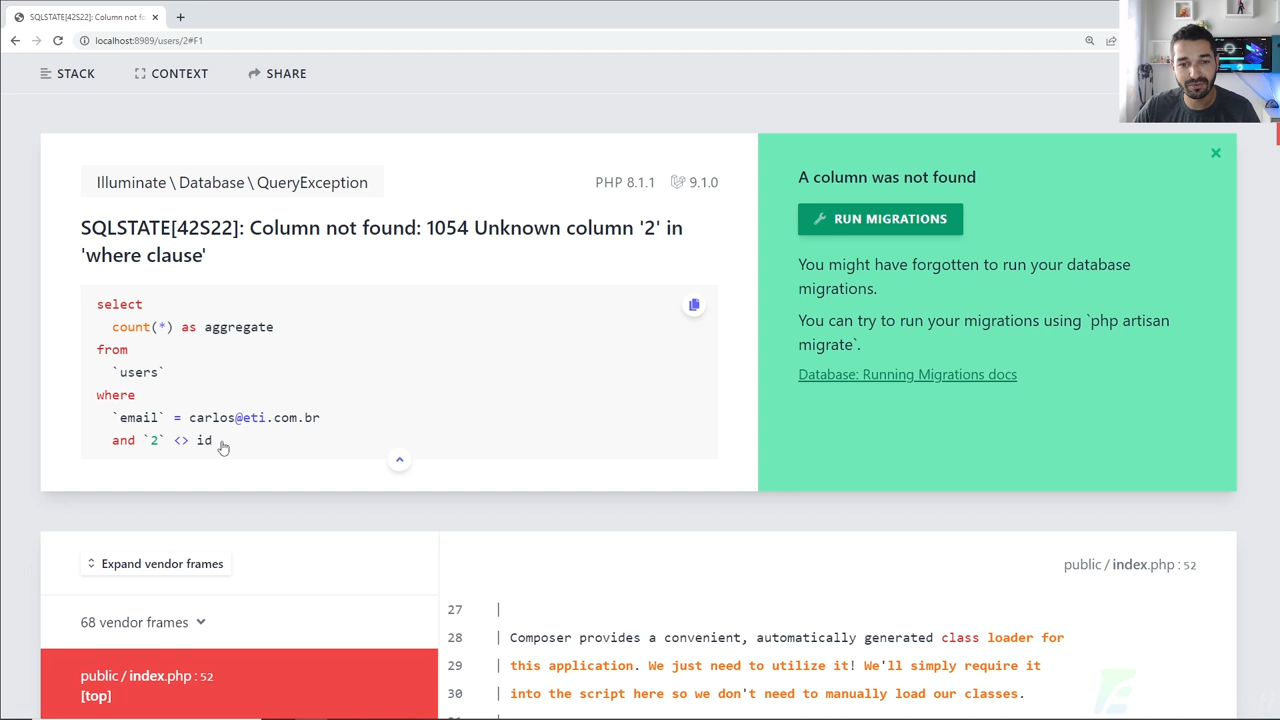 SQLSTATE[42S22]: Column not fo
localhost:8989/users/2#F1
STACK CONTEXT SHARE
Illuminate \ Database \ QueryException
PHP 8.1.1 9.1.0
SQLSTATE[42S22]: Column not found: 1054 Unknown column '2' in
'where clause'
select
count(*) as aggregate
from
`users`
where
`email` = carlos@eti.com.br
and `2` <> id
A column was not found
RUN MIGRATIONS
You might have forgotten to run your database
migrations.
You can try to run your migrations using `php artisan
migrate`.
Database: Running Migrations docs
Expand vendor frames
68 vendor frames
public / index.php : 52
[top]
public / index.php : 52
27 |
28 | Composer provides a convenient, automatically generated class loader for
29 | this application. We just need to utilize it! We'll simply require it
30 | into the script here so we don't need to manually load our classes.